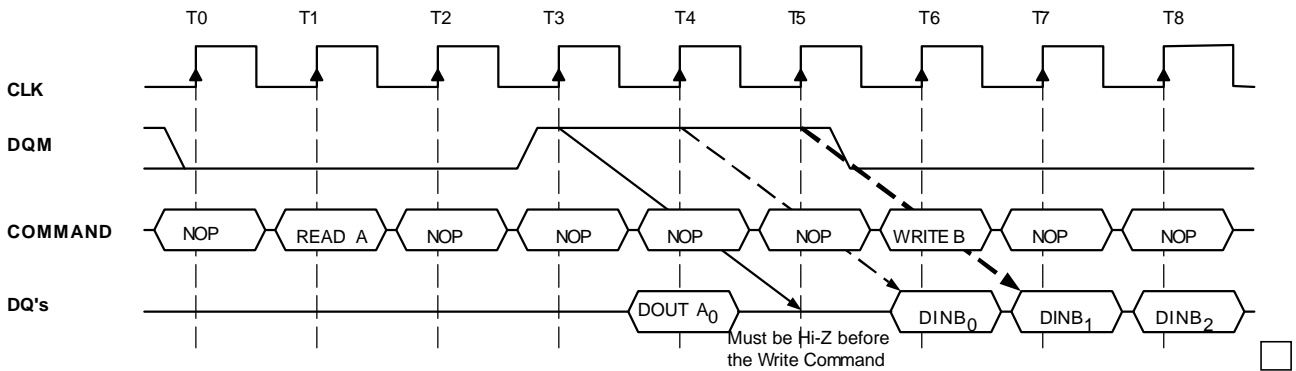 T0 T1 T2 T3 T4 T5 T6 T7 T8
CLK
DQM
COMMAND NOP READ A NOP NOP NOP NOP WRITE B NOP NOP
DQ's DOUT A0 DINB0 DINB1 DINB2
Must be Hi-Z before
the Write Command